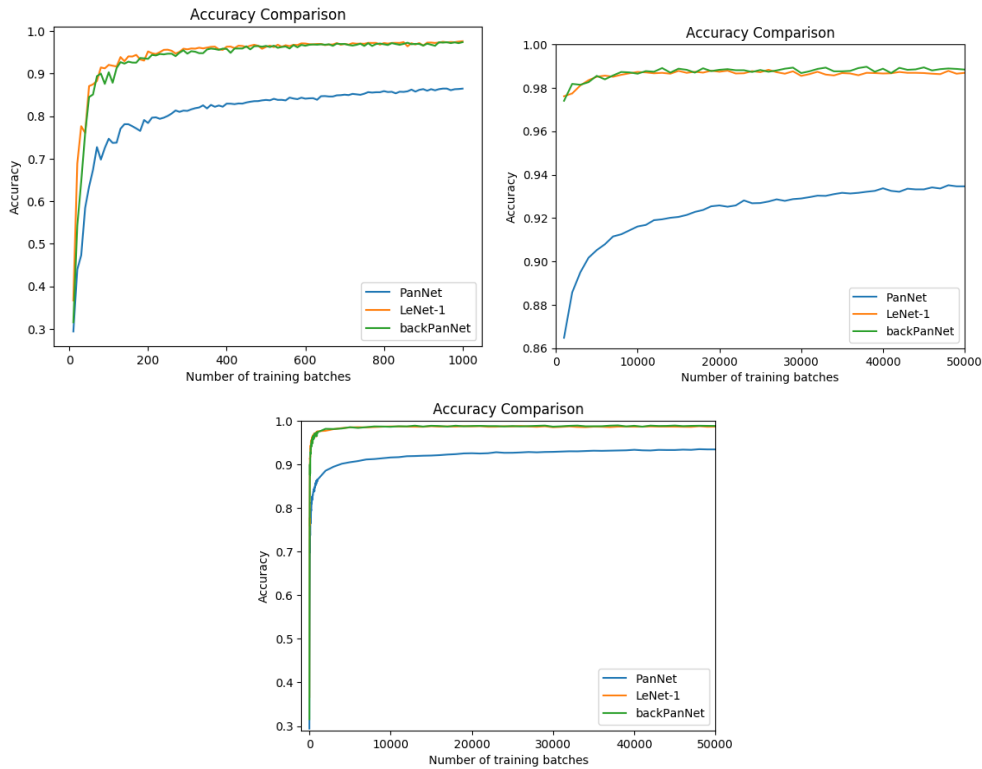 Accuracy Comparison
1.0
0.9
0.8
0.7
0.6
0.5
0.4
0.3
Accuracy
PanNet
LeNet-1
backPanNet
0 200 400 600 800 1000
Number of training batches
Accuracy Comparison
1.00
0.98
0.96
0.94
0.92
0.90
0.88
0.86
Accuracy
PanNet
LeNet-1
backPanNet
0 10000 20000 30000 40000 50000
Number of training batches
Accuracy Comparison
1.0
0.9
0.8
0.7
0.6
0.5
0.4
0.3
Accuracy
PanNet
LeNet-1
backPanNet
0 10000 20000 30000 40000 50000
Number of training batches